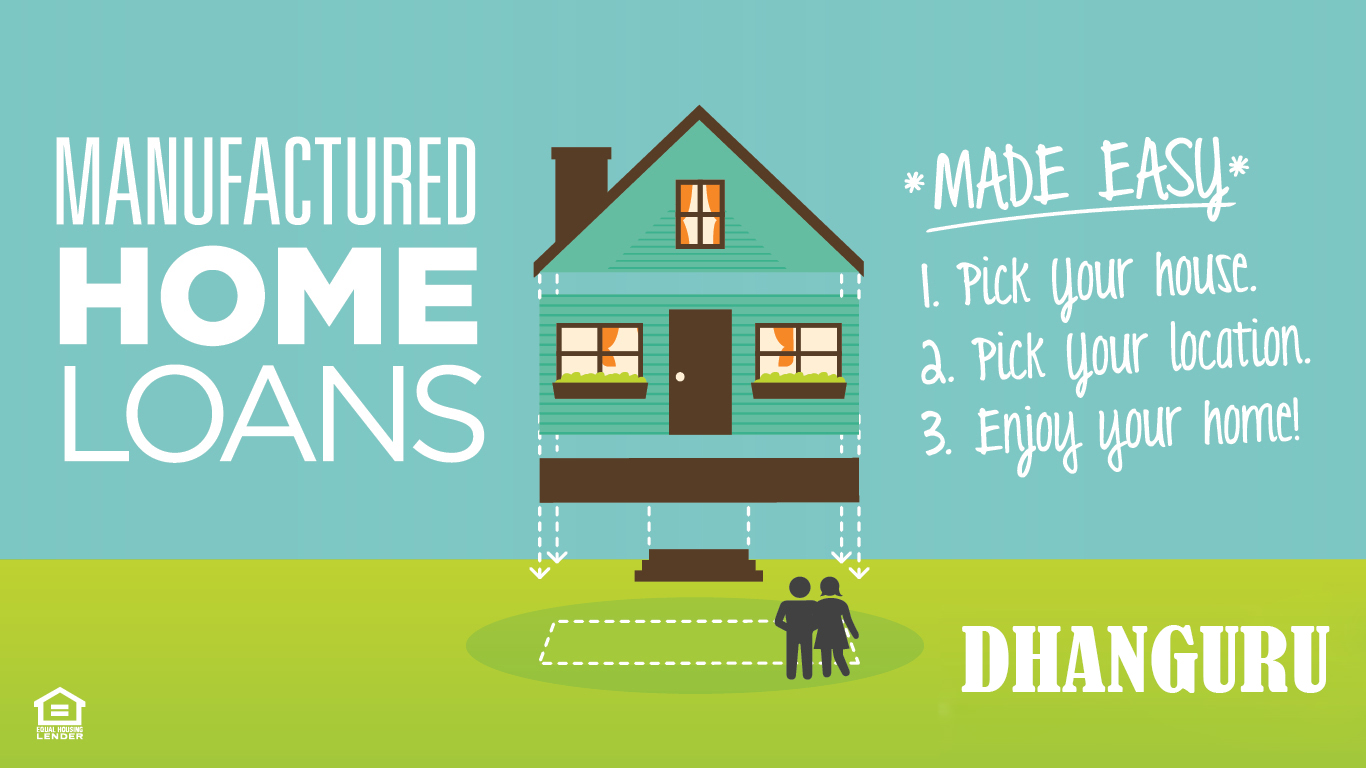 MANUFACTURED
HOME
LOANS
*MADE EASY*
1. Pick your house.
2. Pick your location.
3. Enjoy your home!
DHANGURU
EQUAL HOUSING
LENDER